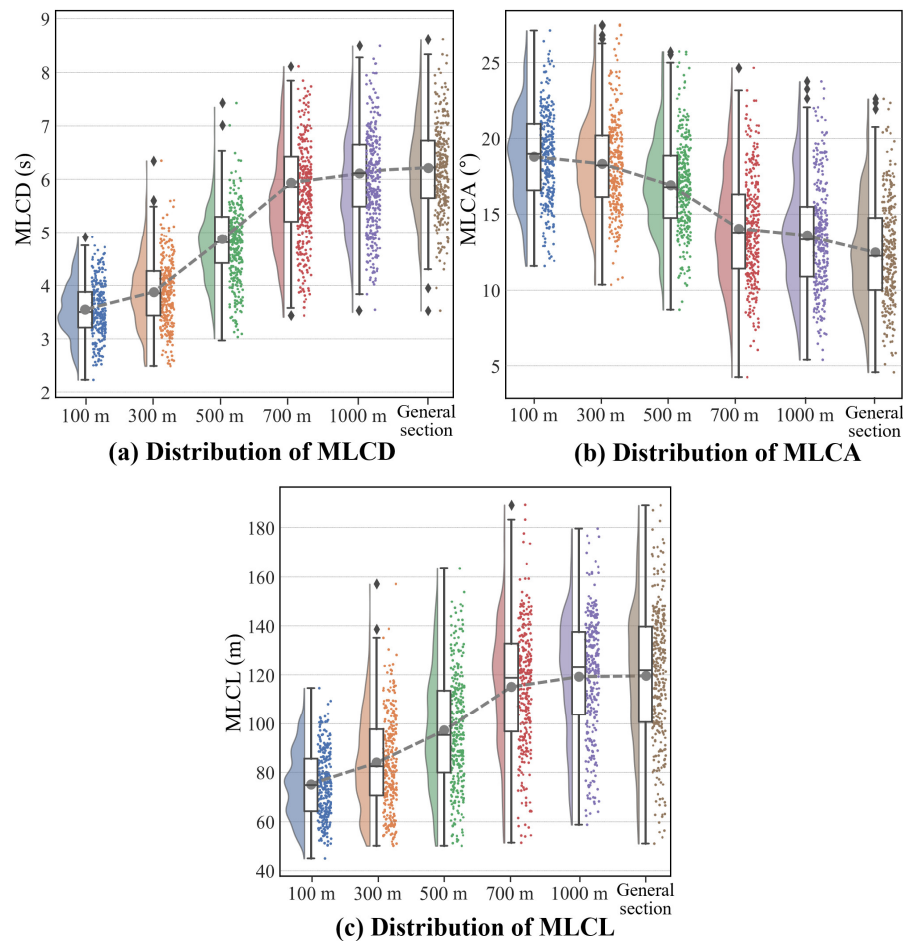 MLCD (s)
9
8
7
6
5
4
3
2
100 m 300 m 500 m 700 m 1000 m General section
(a) Distribution of MLCD
MLCA (°)
25
20
15
10
5
100 m 300 m 500 m 700 m 1000 m General section
(b) Distribution of MLCA
MLCL (m)
180
160
140
120
100
80
60
40
100 m 300 m 500 m 700 m 1000 m General section
(c) Distribution of MLCL